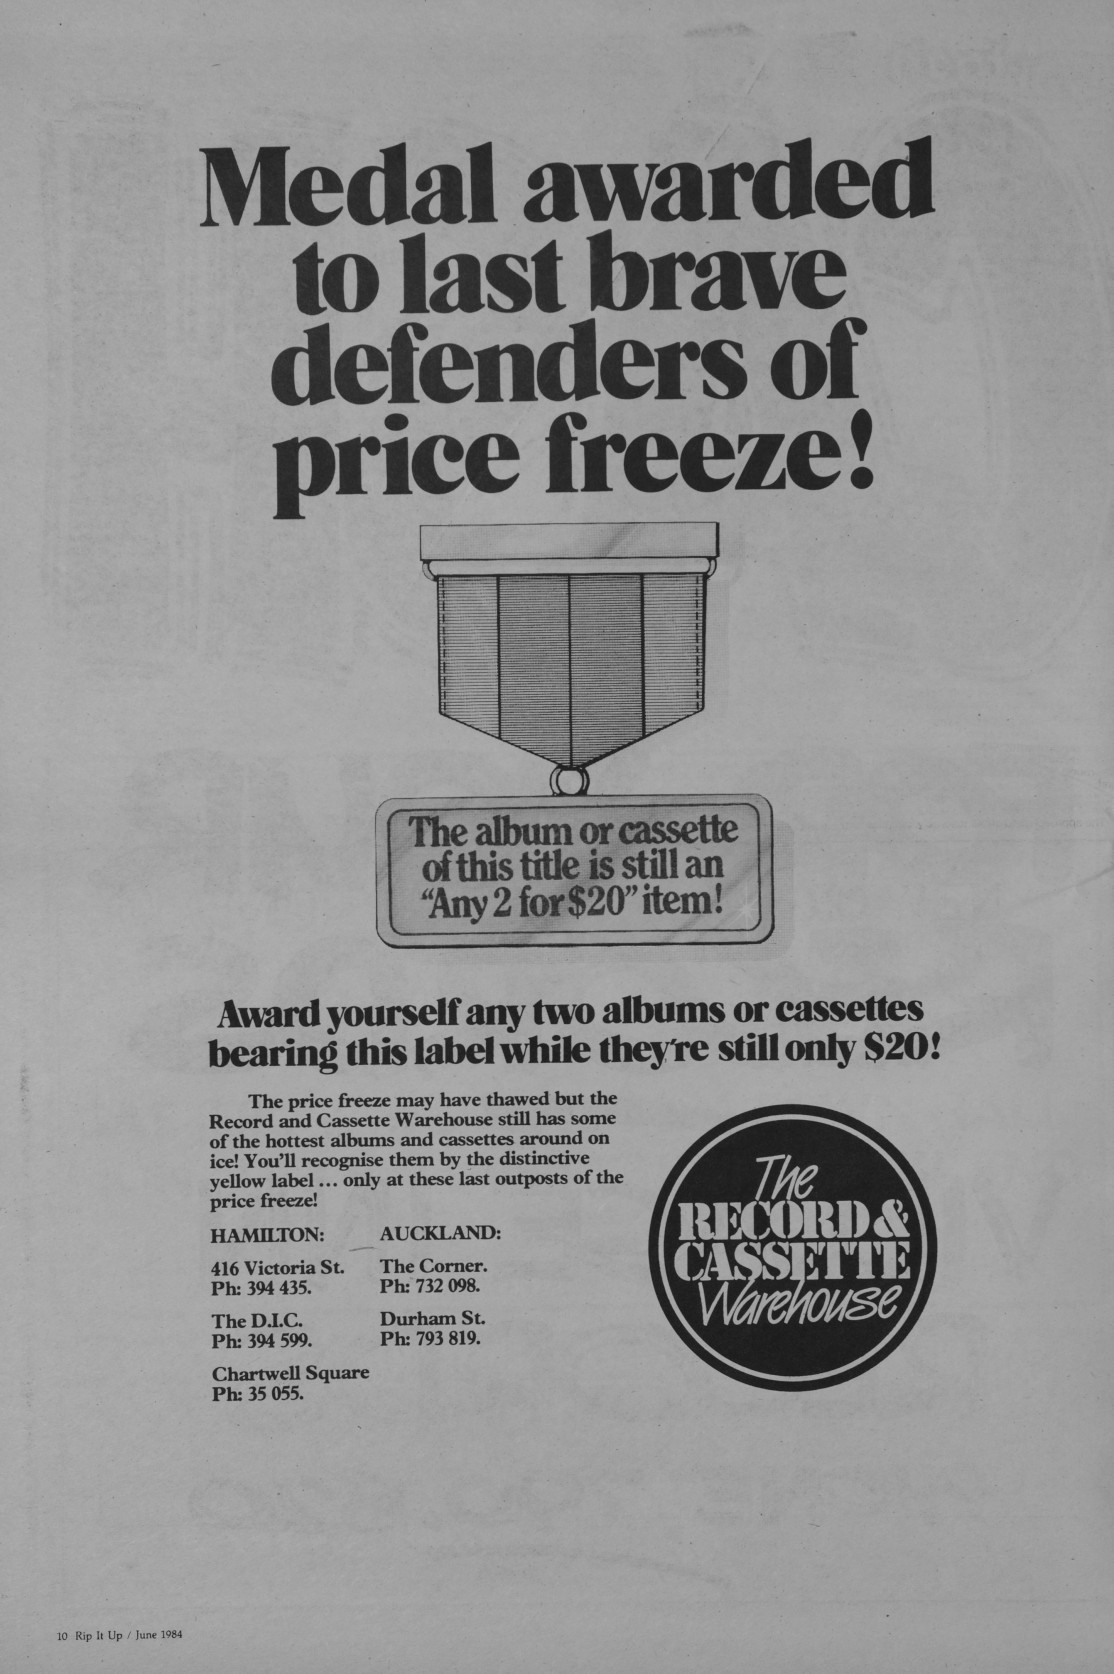 Medal awarded
to last brave
defenders of
price freeze!
The album or cassette
of this title is still an
“Any 2 for $20” item!
Award yourself any two albums or cassettes
bearing this label while they're still only $20!
The price freeze may have thawed but the
Record and Cassette Warehouse still has some
of the hottest albums and cassettes around on
ice! You'll recognise them by the distinctive
yellow label ... only at these last outposts of the
price freeze!
HAMILTON:
416 Victoria St.
Ph: 394 435.
The D.I.C.
Ph: 394 599.
Chartwell Square
Ph: 35 055.
AUCKLAND:
The Corner.
Ph: 732 098.
Durham St.
Ph: 793 819.
The
RECORD &
CASSETTE
Warehouse
10 Rip It Up / June 1984